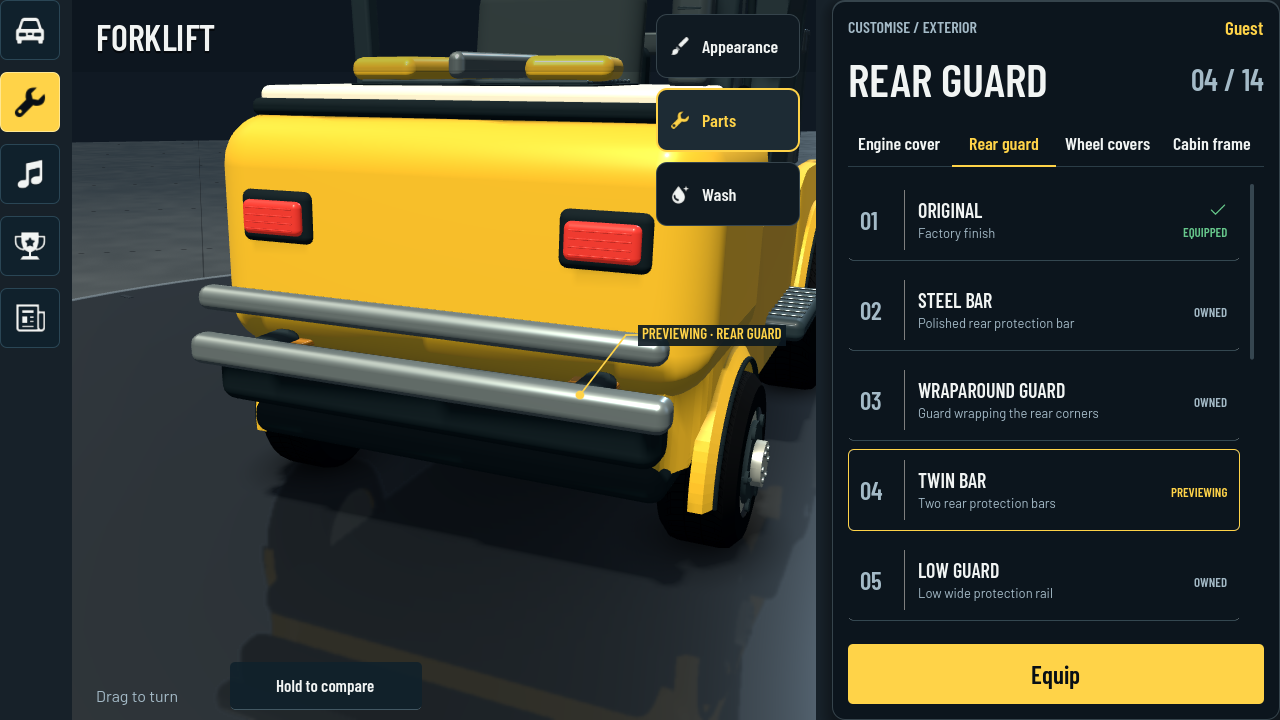 FORKLIFT
Appearance
Parts
Wash
PREVIEWING · REAR GUARD
Drag to turn
Hold to compare
CUSTOMISE / EXTERIOR
Guest
REAR GUARD
04 / 14
Engine cover
Rear guard
Wheel covers
Cabin frame
01
ORIGINAL
Factory finish
EQUIPPED
02
STEEL BAR
Polished rear protection bar
OWNED
03
WRAPAROUND GUARD
Guard wrapping the rear corners
OWNED
04
TWIN BAR
Two rear protection bars
PREVIEWING
05
LOW GUARD
Low wide protection rail
OWNED
Equip